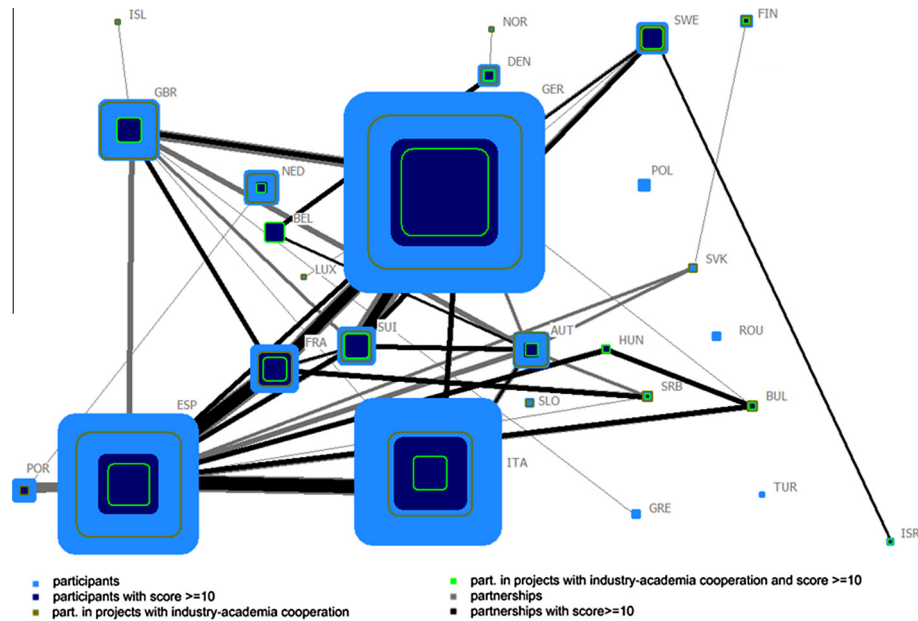 ISL
NOR
SWE
FIN
DEN
GBR
GER
NED
POL
BEL
SVK
LUX
AUT
HUN
ROU
SUI
FRA
SRB
BUL
ESP
SLO
ITA
POR
TUR
GRE
ISR
participants
participants with score >=10
part. in projects with industry-academia cooperation
part. in projects with industry-academia cooperation and score >=10
partnerships
partnerships with score>=10